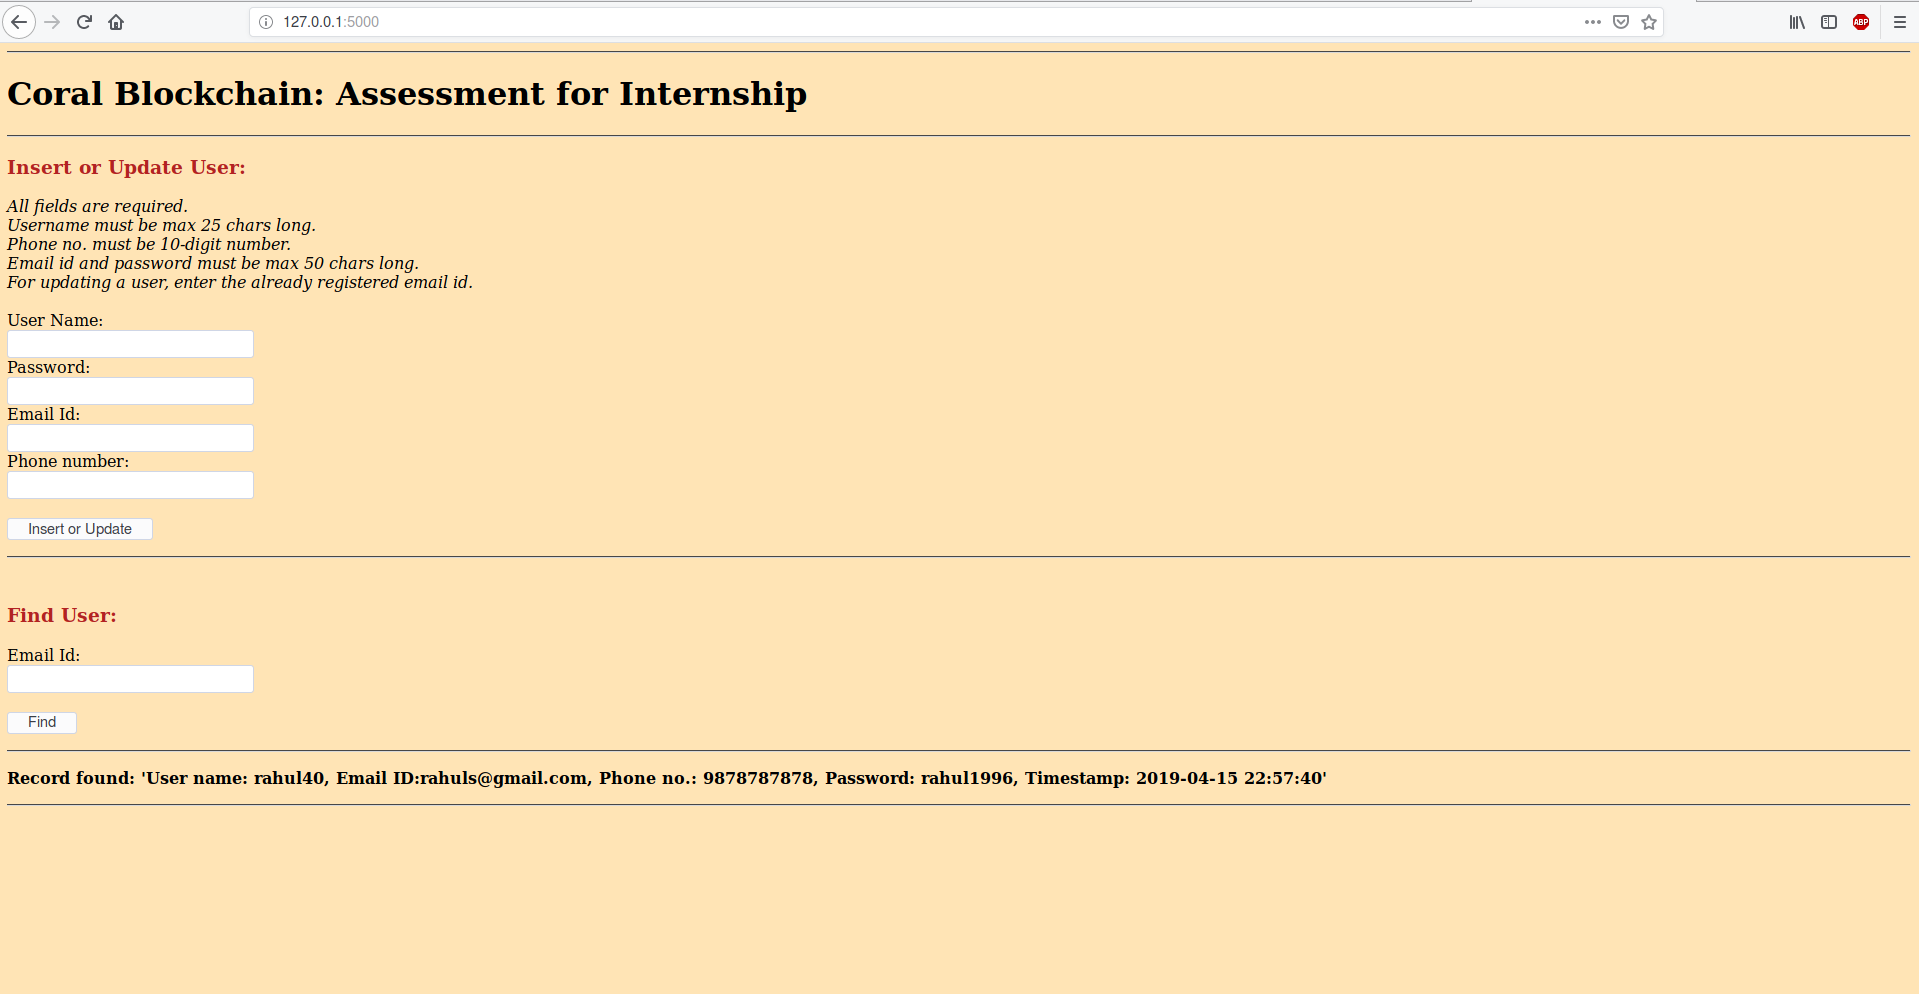 127.0.0.1:5000
ABP
Coral Blockchain: Assessment for Internship
Insert or Update User:
All fields are required.
Username must be max 25 chars long.
Phone no. must be 10-digit number.
Email id and password must be max 50 chars long.
For updating a user, enter the already registered email id.
User Name:
Password:
Email Id:
Phone number:
Insert or Update
Find User:
Email Id:
Find
Record found: 'User name: rahul40, Email ID:rahuls@gmail.com, Phone no.: 9878787878, Password: rahul1996, Timestamp: 2019-04-15 22:57:40'